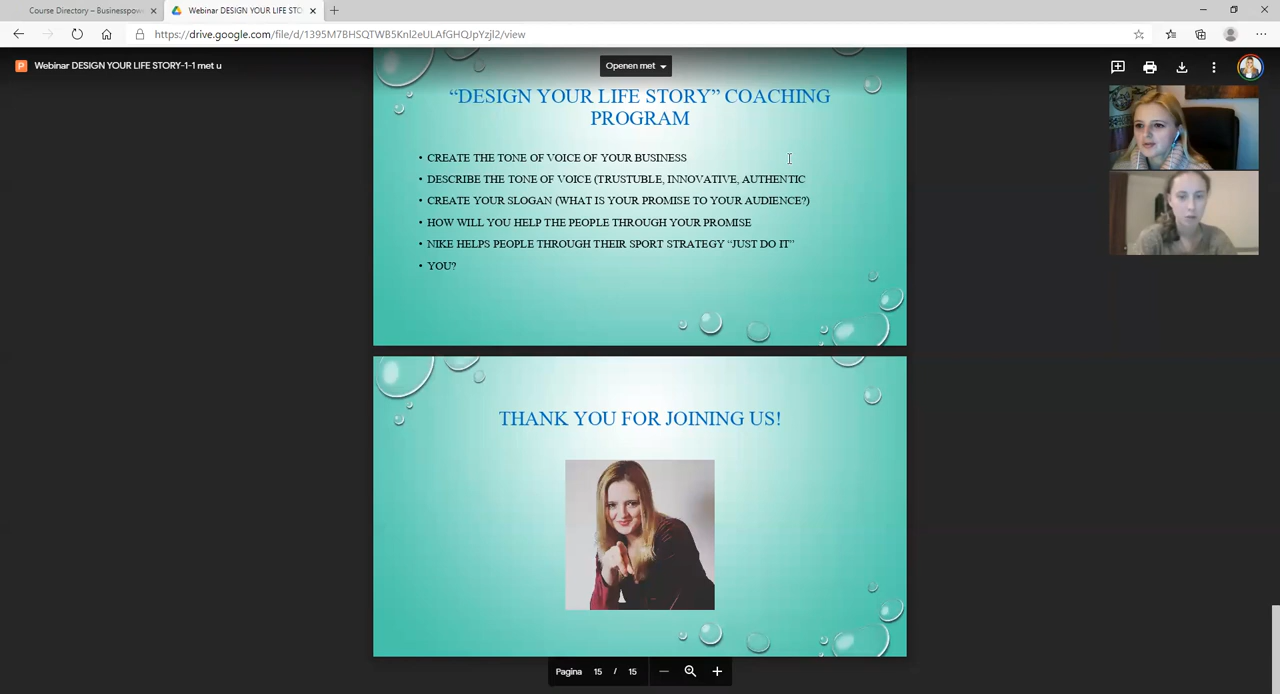 Course Directory – Businesspow
Webinar DESIGN YOUR LIFE STO
https://drive.google.com/file/d/1395M7BHSQTWB5KnI2eULAfGHQJpYzjl2/view
P
Webinar DESIGN YOUR LIFE STORY-1-1 met u
Openen met
“DESIGN YOUR LIFE STORY” COACHING
PROGRAM
• CREATE THE TONE OF VOICE OF YOUR BUSINESS
• DESCRIBE THE TONE OF VOICE (TRUSTUBLE, INNOVATIVE, AUTHENTIC
• CREATE YOUR SLOGAN (WHAT IS YOUR PROMISE TO YOUR AUDIENCE?)
• HOW WILL YOU HELP THE PEOPLE THROUGH YOUR PROMISE
• NIKE HELPS PEOPLE THROUGH THEIR SPORT STRATEGY “JUST DO IT”
• YOU?
THANK YOU FOR JOINING US!
Pagina 15 / 15